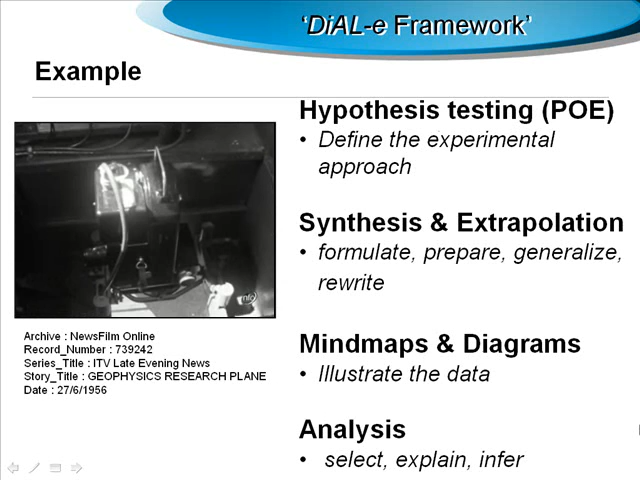 'DiAL-e Framework'
Example
Hypothesis testing (POE)
• Define the experimental
approach
Synthesis & Extrapolation
• formulate, prepare, generalize,
rewrite
Mindmaps & Diagrams
• Illustrate the data
Analysis
• select, explain, infer
nfo
Archive : NewsFilm Online
Record_Number : 739242
Series_Title : ITV Late Evening News
Story_Title : GEOPHYSICS RESEARCH PLANE
Date : 27/6/1956